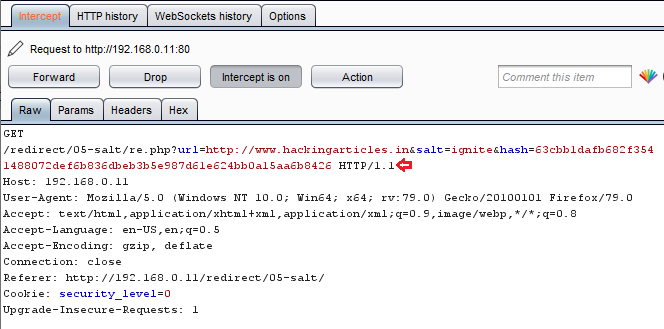 Intercept HTTP history WebSockets history Options
Request to http://192.168.0.11:80
Forward Drop Intercept is on Action Comment this item
Raw Params Headers Hex
GET
/redirect/05-salt/re.php?url=http://www.hackingarticles.in&salt=ignite&hash=63cbb1dafb682f354
1488072def6b836dbeb3b5e987d61e624bb0a15aa6b8426 HTTP/1.1
Host: 192.168.0.11
User-Agent: Mozilla/5.0 (Windows NT 10.0; Win64; x64; rv:79.0) Gecko/20100101 Firefox/79.0
Accept: text/html,application/xhtml+xml,application/xml;q=0.9,image/webp,*/*;q=0.8
Accept-Language: en-US,en;q=0.5
Accept-Encoding: gzip, deflate
Connection: close
Referer: http://192.168.0.11/redirect/05-salt/
Cookie: security_level=0
Upgrade-Insecure-Requests: 1